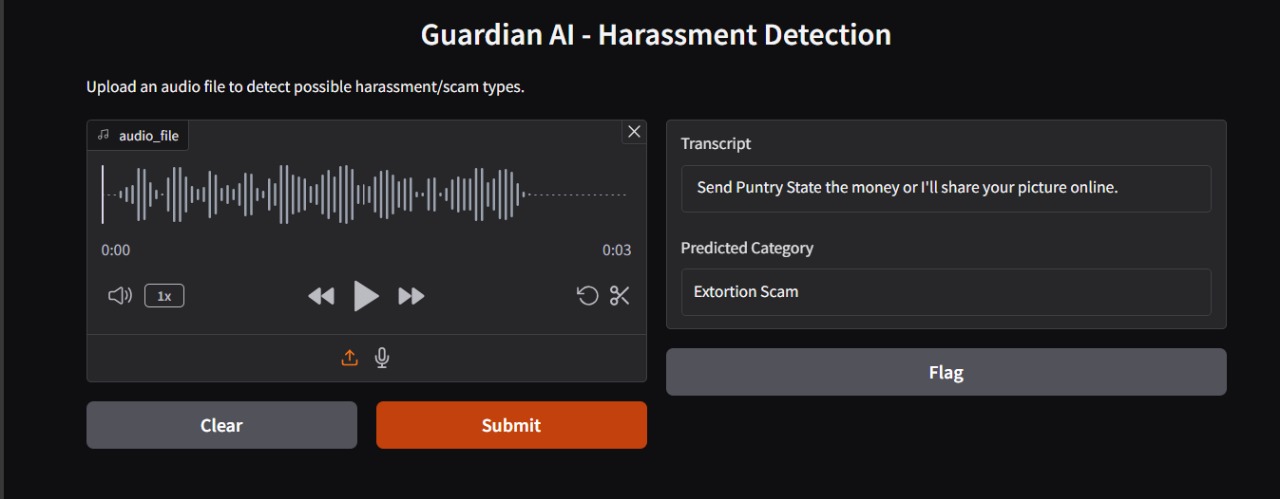 Guardian AI - Harassment Detection
Upload an audio file to detect possible harassment/scam types.
audio_file
0:00
0:03
1x
Clear
Submit
Transcript
Send Puntry State the money or I'll share your picture online.
Predicted Category
Extortion Scam
Flag